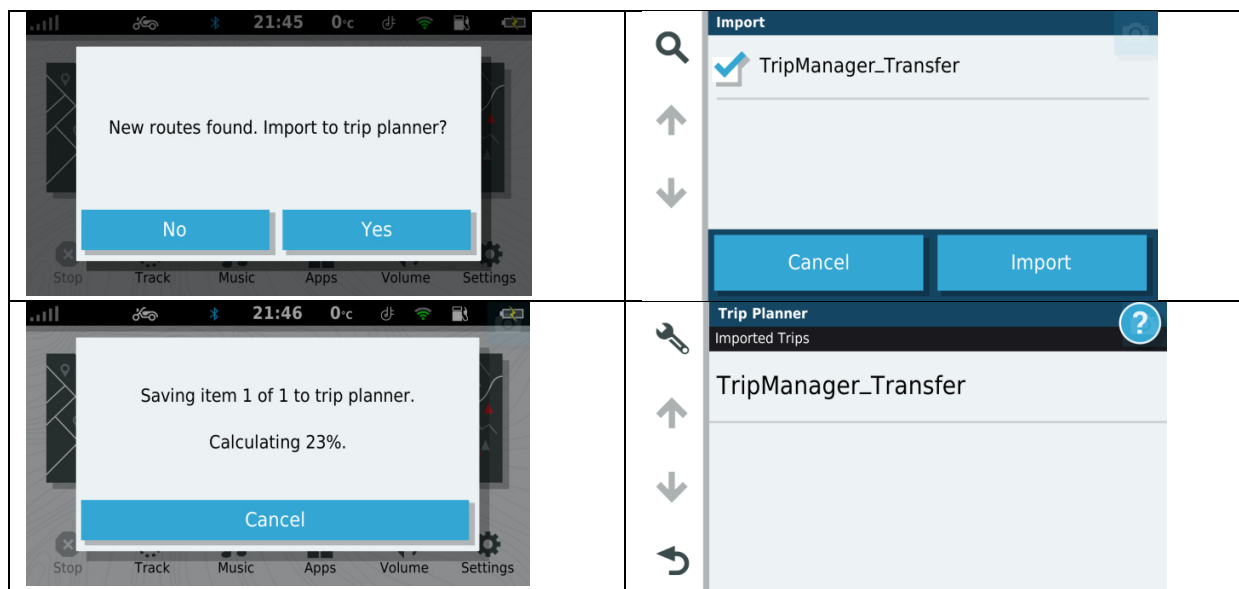 21:45 0°c
New routes found. Import to trip planner?
No Yes
Stop Track Music Apps Volume Settings
Import
TripManager_Transfer
Cancel Import
21:46 0°c
Saving item 1 of 1 to trip planner.
Calculating 23%.
Cancel
Stop Track Music Apps Volume Settings
Trip Planner
?
Imported Trips
TripManager_Transfer